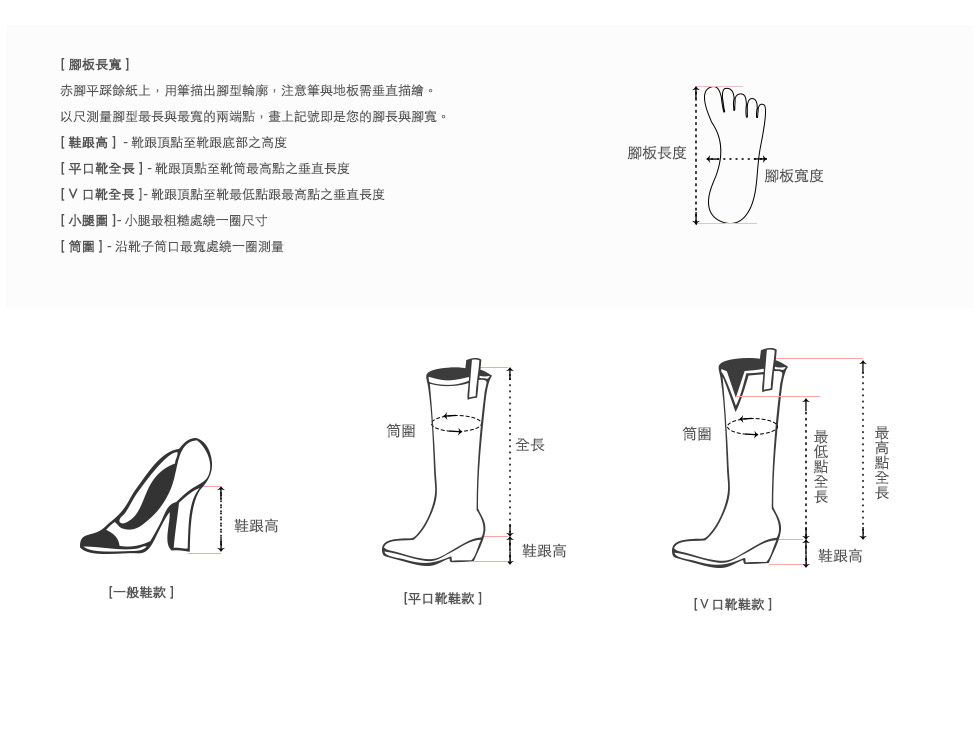 [ 腳板長寬 ]
赤腳平踩餘紙上，用筆描出腳型輪廓，注意筆與地板需垂直描繪。
以尺測量腳型最長與最寬的兩端點，畫上記號即是您的腳長與腳寬。
[ 鞋跟高 ] - 靴跟頂點至靴跟底部之高度
[ 平口靴全長 ] - 靴跟頂點至靴筒最高點之垂直長度
[ V 口靴全長 ]- 靴跟頂點至靴最低點跟最高點之垂直長度
[ 小腿圍 ]- 小腿最粗糙處繞一圈尺寸
[ 筒圍 ] - 沿靴子筒口最寬處繞一圈測量
腳板長度
腳板寬度
鞋跟高
[一般鞋款 ]
筒圍
全長
鞋跟高
[平口靴鞋款 ]
筒圍
最低點全長
最高點全長
鞋跟高
[ V 口靴鞋款 ]